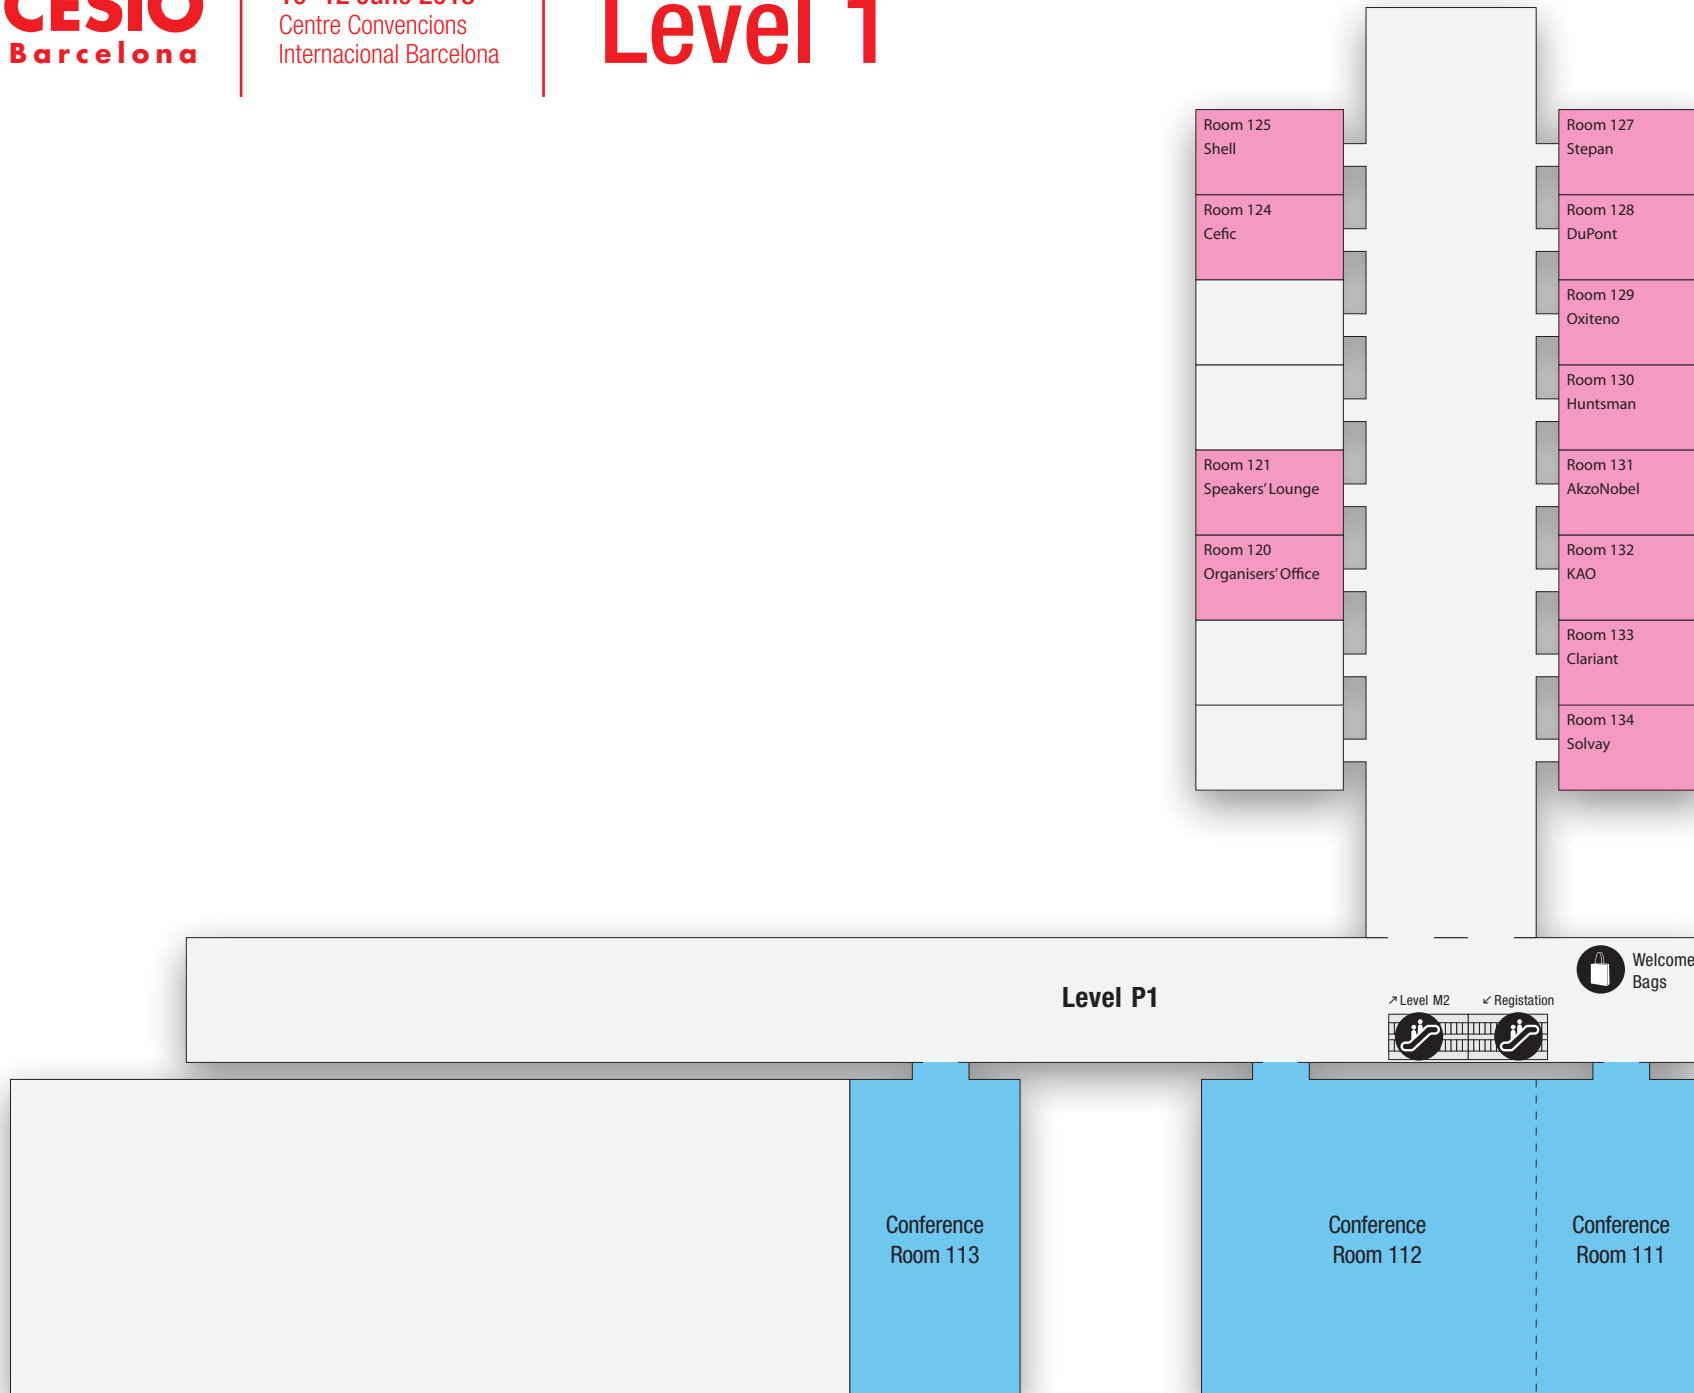 CESIO
Barcelona
Centre Convencions
Internacional Barcelona
Level 1
Room 125
Shell
Room 124
Cefic
Room 121
Speakers' Lounge
Room 120
Organisers' Office
Room 127
Stepan
Room 128
DuPont
Room 129
Oxiteno
Room 130
Huntsman
Room 131
AkzoNobel
Room 132
KAO
Room 133
Clariant
Room 134
Solvay
Welcome
Bags
Level P1
↗ Level M2
↙ Registation
Conference
Room 113
Conference
Room 112
Conference
Room 111